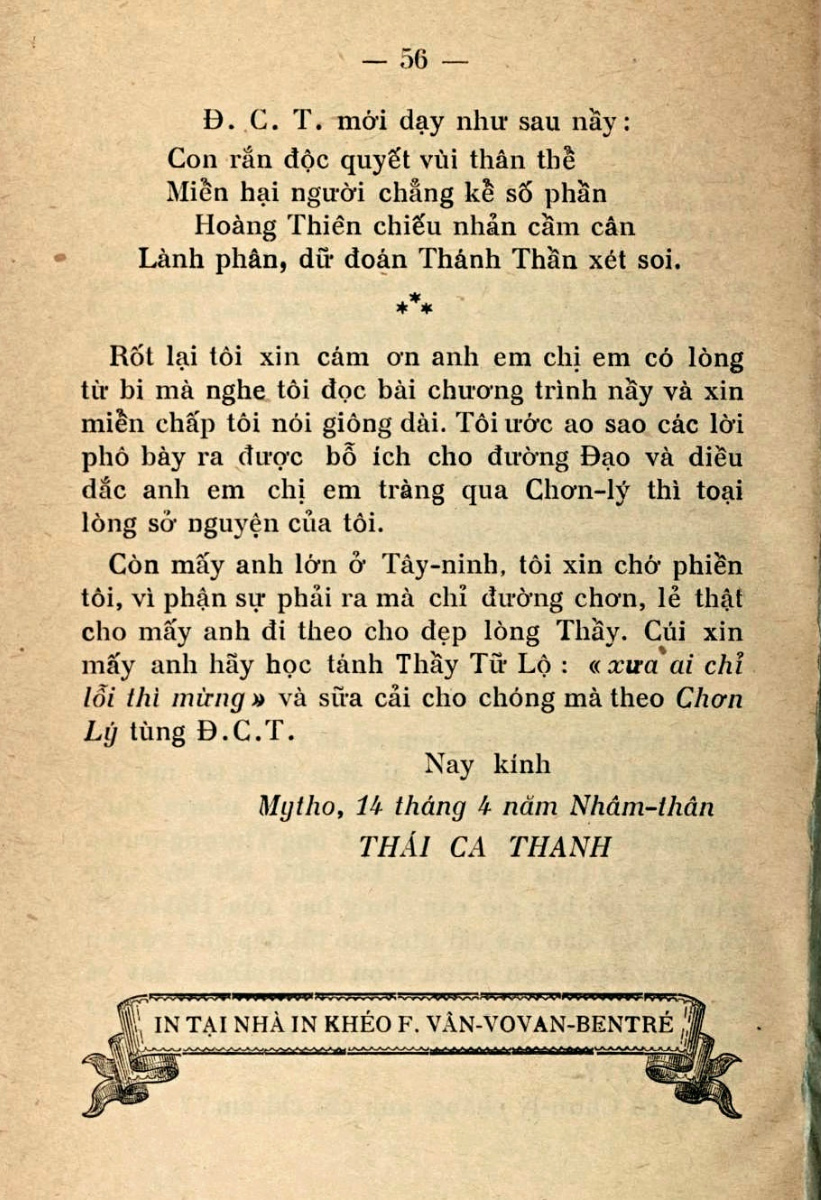 — 56 —
Đ. C. T. mới dạy như sau nầy :
Con rắn độc quyết vùi thân thề
Miền hại người chẳng kề số phần
Hoàng Thiên chiếu nhản cầm cân
Lành phân, dữ đoán Thánh Thần xét soi.
***
Rốt lại tôi xin cám ơn anh em chị em có lòng
từ bi mà nghe tôi đọc bài chương trình nầy và xin
miền chấp tôi nói giông dài. Tôi ước ao sao các lời
phô bày ra được bỗ ích cho đường Đạo và diều
dắc anh em chị em tràng qua Chơn-lý thì toại
lòng sở nguyện của tôi.
Còn mấy anh lớn ở Tây-ninh, tôi xin chớ phiền
tôi, vì phận sự phải ra mà chỉ đường chơn, lẻ thật
cho mấy anh đi theo cho đẹp lòng Thầy. Cúi xin
mấy anh hãy học tánh Thầy Tữ Lộ : « xưa ai chỉ
lỗi thì mừng » và sữa cải cho chóng mà theo Chơn
Lý tùng Đ.C.T.
Nay kính
Mytho, 14 tháng 4 năm Nhâm-thân
THÁI CA THANH
IN TẠI NHÀ IN KHÉO F. VÂN-VOVAN-BENTRÉ